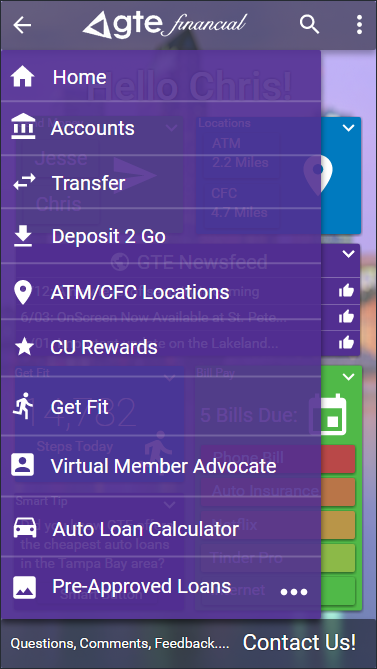 gte financial
Hello Chris!
Home
Locations
Accounts
ATM
2.2 Miles
Jesse
Transfer
CFC
Chris
4.7 Miles
Deposit 2 Go
GTE Newsfeed
ATM/CFC Locations
6/03: OnScreen Now Available at St. Pete...
CU Rewards
on the Lakeland...
Get Fit
Bill Pay
14,782
Get Fit
5 Bills Due:
Steps Today
Phone Bill
Virtual Member Advocate
Auto Insurance
Smart Tip
Auto Loan Calculator
the cheapest auto loans
in the Tampa Bay area?
Tinder Pro
Pre-Approved Loans
Questions, Comments, Feedback....
Contact Us!